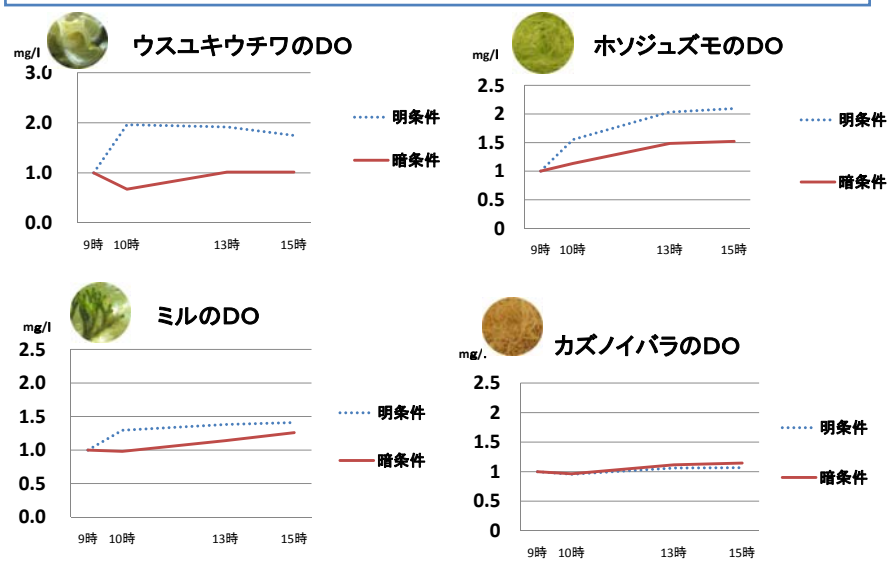 ウスユキウチワのDO
mg/l
3.0
2.0
1.0
0.0
9時 10時 13時 15時
明条件
暗条件
ホソジュズモのDO
mg/l
2.5
2
1.5
1
0.5
0
9時 10時 13時 15時
明条件
暗条件
ミルのDO
mg/l
2.5
2.0
1.5
1.0
0.5
0.0
9時 10時 13時 15時
明条件
暗条件
カズノイバラのDO
mg/.
2.5
2
1.5
1
0.5
0
9時 10時 13時 15時
明条件
暗条件